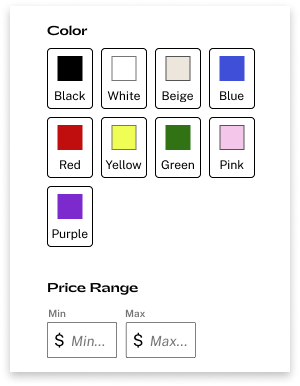 Color
Black White Beige Blue
Red Yellow Green Pink
Purple
Price Range
Min Max
$ Min... $ Max...